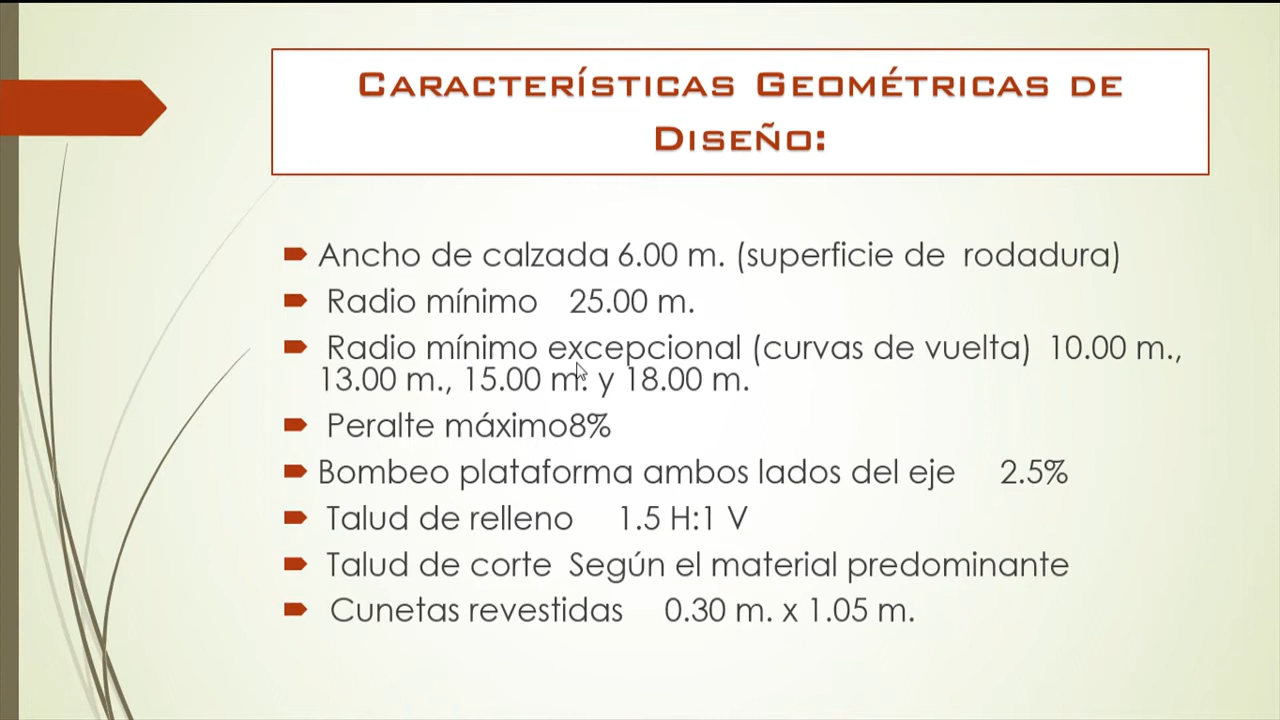 Características Geométricas de
Diseño:
Ancho de calzada 6.00 m. (superficie de rodadura)
Radio mínimo 25.00 m.
Radio mínimo excepcional (curvas de vuelta) 10.00 m.,
13.00 m., 15.00 m. y 18.00 m.
Peralte máximo8%
Bombeo plataforma ambos lados del eje 2.5%
Talud de relleno 1.5 H:1 V
Talud de corte Según el material predominante
Cunetas revestidas 0.30 m. x 1.05 m.